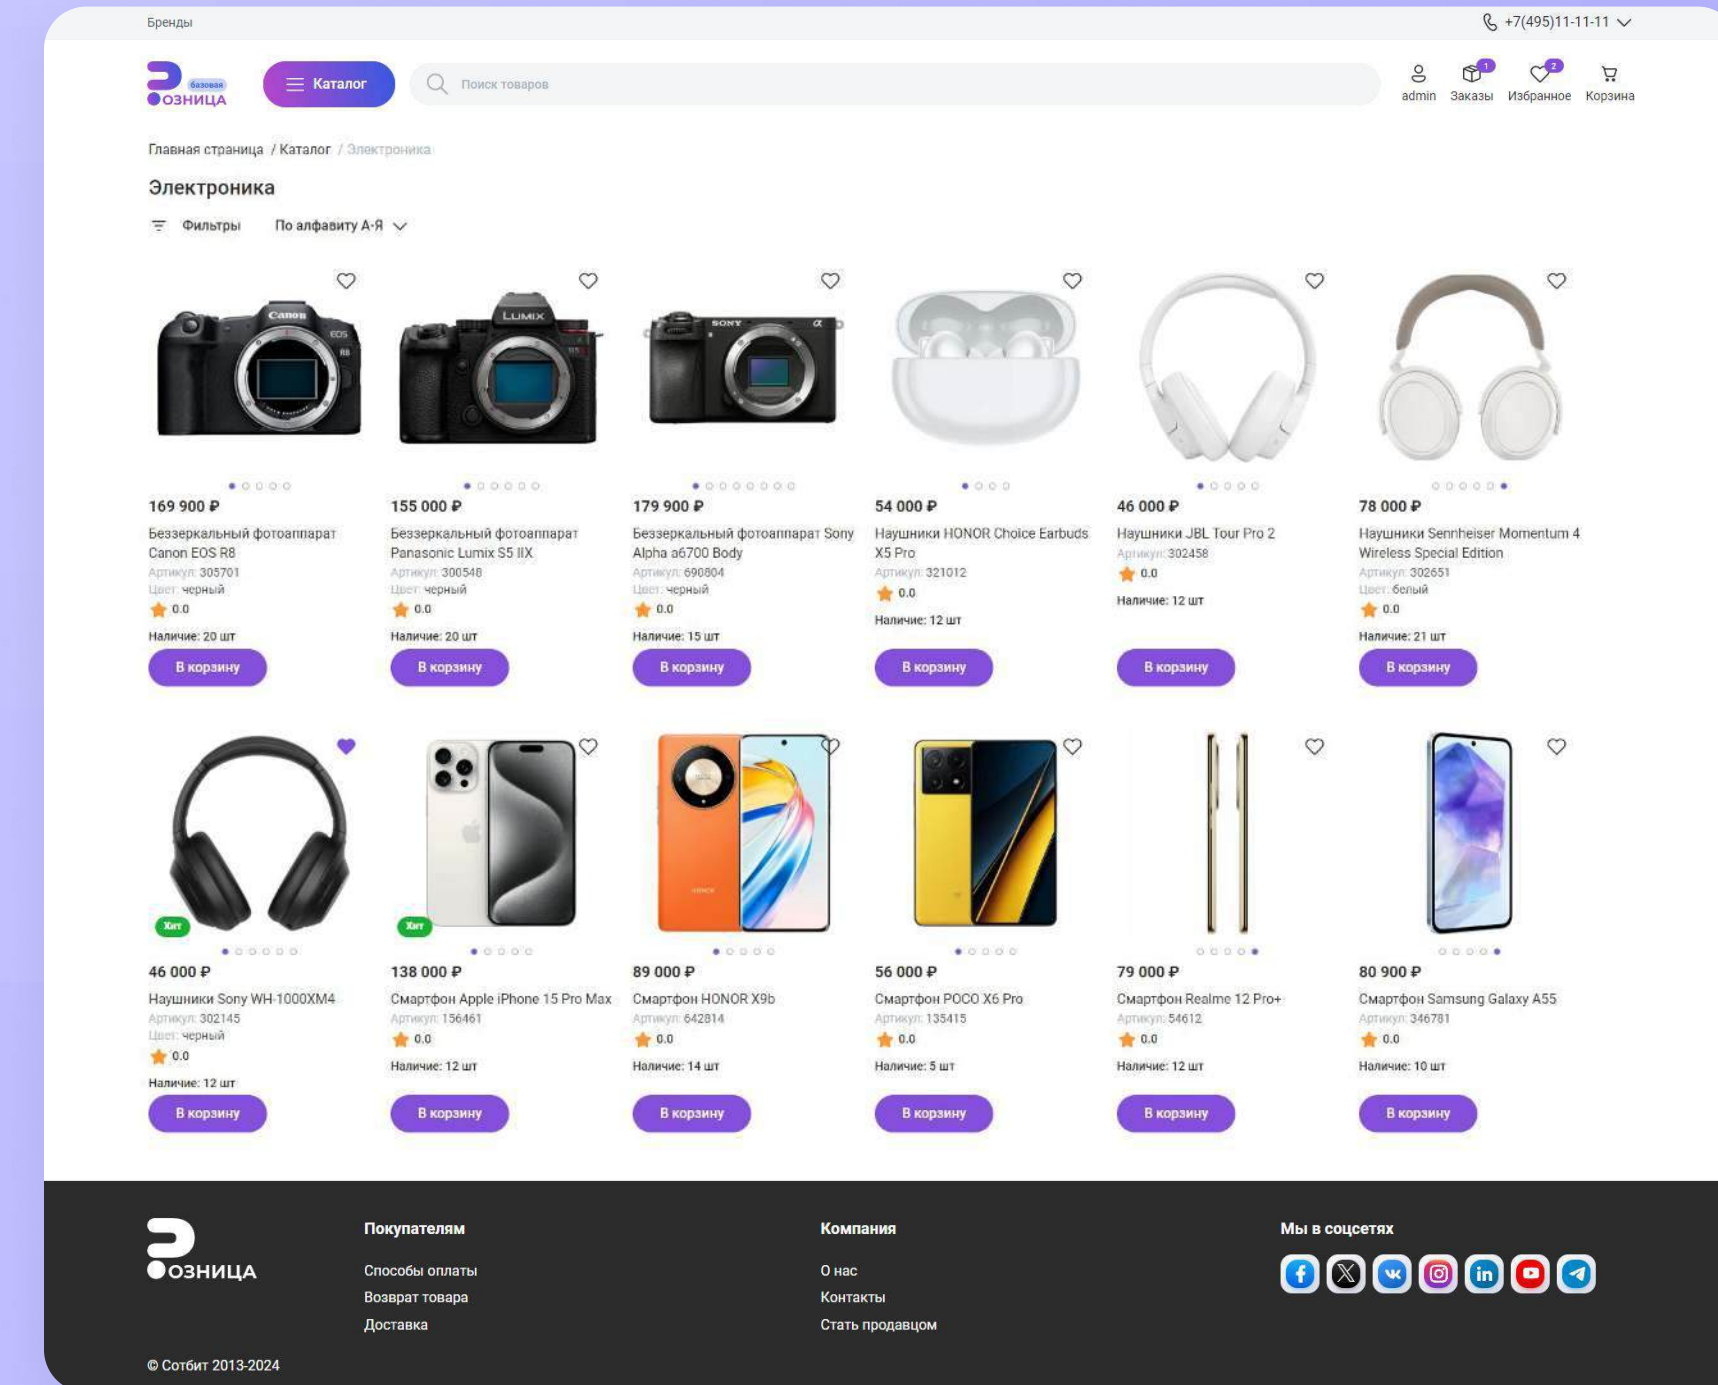 Бренды
+7(495)11-11-11
базовая
ОЗНИЦА
Каталог
Поиск товаров
admin
1
Заказы
2
Избранное
Корзина
Главная страница / Каталог / Электроника
Электроника
Фильтры
По алфавиту А-Я
Canon
EOS
R8
LUMIX
SONY
α
169 900 ₽
Беззеркальный фотоаппарат
Canon EOS R8
Артикул: 305701
Цвет: черный
0.0
Наличие: 20 шт
В корзину
155 000 ₽
Беззеркальный фотоаппарат
Panasonic Lumix S5 IIX
Артикул: 300548
Цвет: черный
0.0
Наличие: 20 шт
В корзину
179 900 ₽
Беззеркальный фотоаппарат Sony
Alpha a6700 Body
Артикул: 690804
Цвет: черный
0.0
Наличие: 15 шт
В корзину
54 000 ₽
Наушники HONOR Choice Earbuds
X5 Pro
Артикул: 321012
0.0
Наличие: 12 шт
В корзину
46 000 ₽
Наушники JBL Tour Pro 2
Артикул: 302458
0.0
Наличие: 12 шт
В корзину
78 000 ₽
Наушники Sennheiser Momentum 4
Wireless Special Edition
Артикул: 302651
Цвет: белый
0.0
Наличие: 21 шт
В корзину
Хит
46 000 ₽
Наушники Sony WH-1000XM4
Артикул: 302145
Цвет: черный
0.0
Наличие: 12 шт
В корзину
Хит
138 000 ₽
Смартфон Apple iPhone 15 Pro Max
Артикул: 156461
0.0
Наличие: 12 шт
В корзину
HONOR
89 000 ₽
Смартфон HONOR X9b
Артикул: 642814
0.0
Наличие: 14 шт
В корзину
56 000 ₽
Смартфон POCO X6 Pro
Артикул: 135415
0.0
Наличие: 5 шт
В корзину
79 000 ₽
Смартфон Realme 12 Pro+
Артикул: 54612
0.0
Наличие: 12 шт
В корзину
80 900 ₽
Смартфон Samsung Galaxy A55
Артикул: 346781
0.0
Наличие: 10 шт
В корзину
ОЗНИЦА
Покупателям
Способы оплаты
Возврат товара
Доставка
Компания
О нас
Контакты
Стать продавцом
Мы в соцсетях
© Сотбит 2013-2024